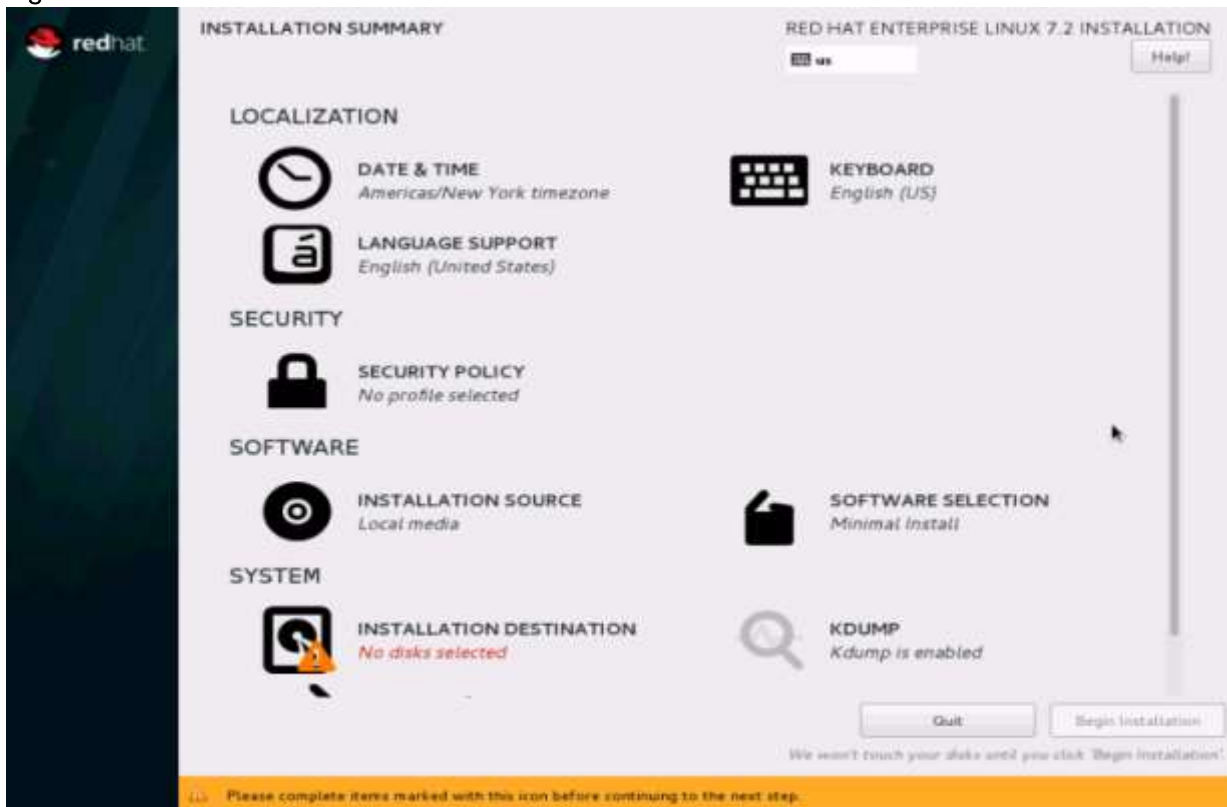 redhat
INSTALLATION SUMMARY
RED HAT ENTERPRISE LINUX 7.2 INSTALLATION
us
Help!
LOCALIZATION
DATE & TIME
Americas/New York timezone
KEYBOARD
English (US)
á
LANGUAGE SUPPORT
English (United States)
SECURITY
SECURITY POLICY
No profile selected
SOFTWARE
INSTALLATION SOURCE
Local media
SOFTWARE SELECTION
Minimal Install
SYSTEM
INSTALLATION DESTINATION
No disks selected
KDUMP
Kdump is enabled
Quit
Begin Installation
We won't touch your disks until you click 'Begin Installation'.
Please complete items marked with this icon before continuing to the next step.